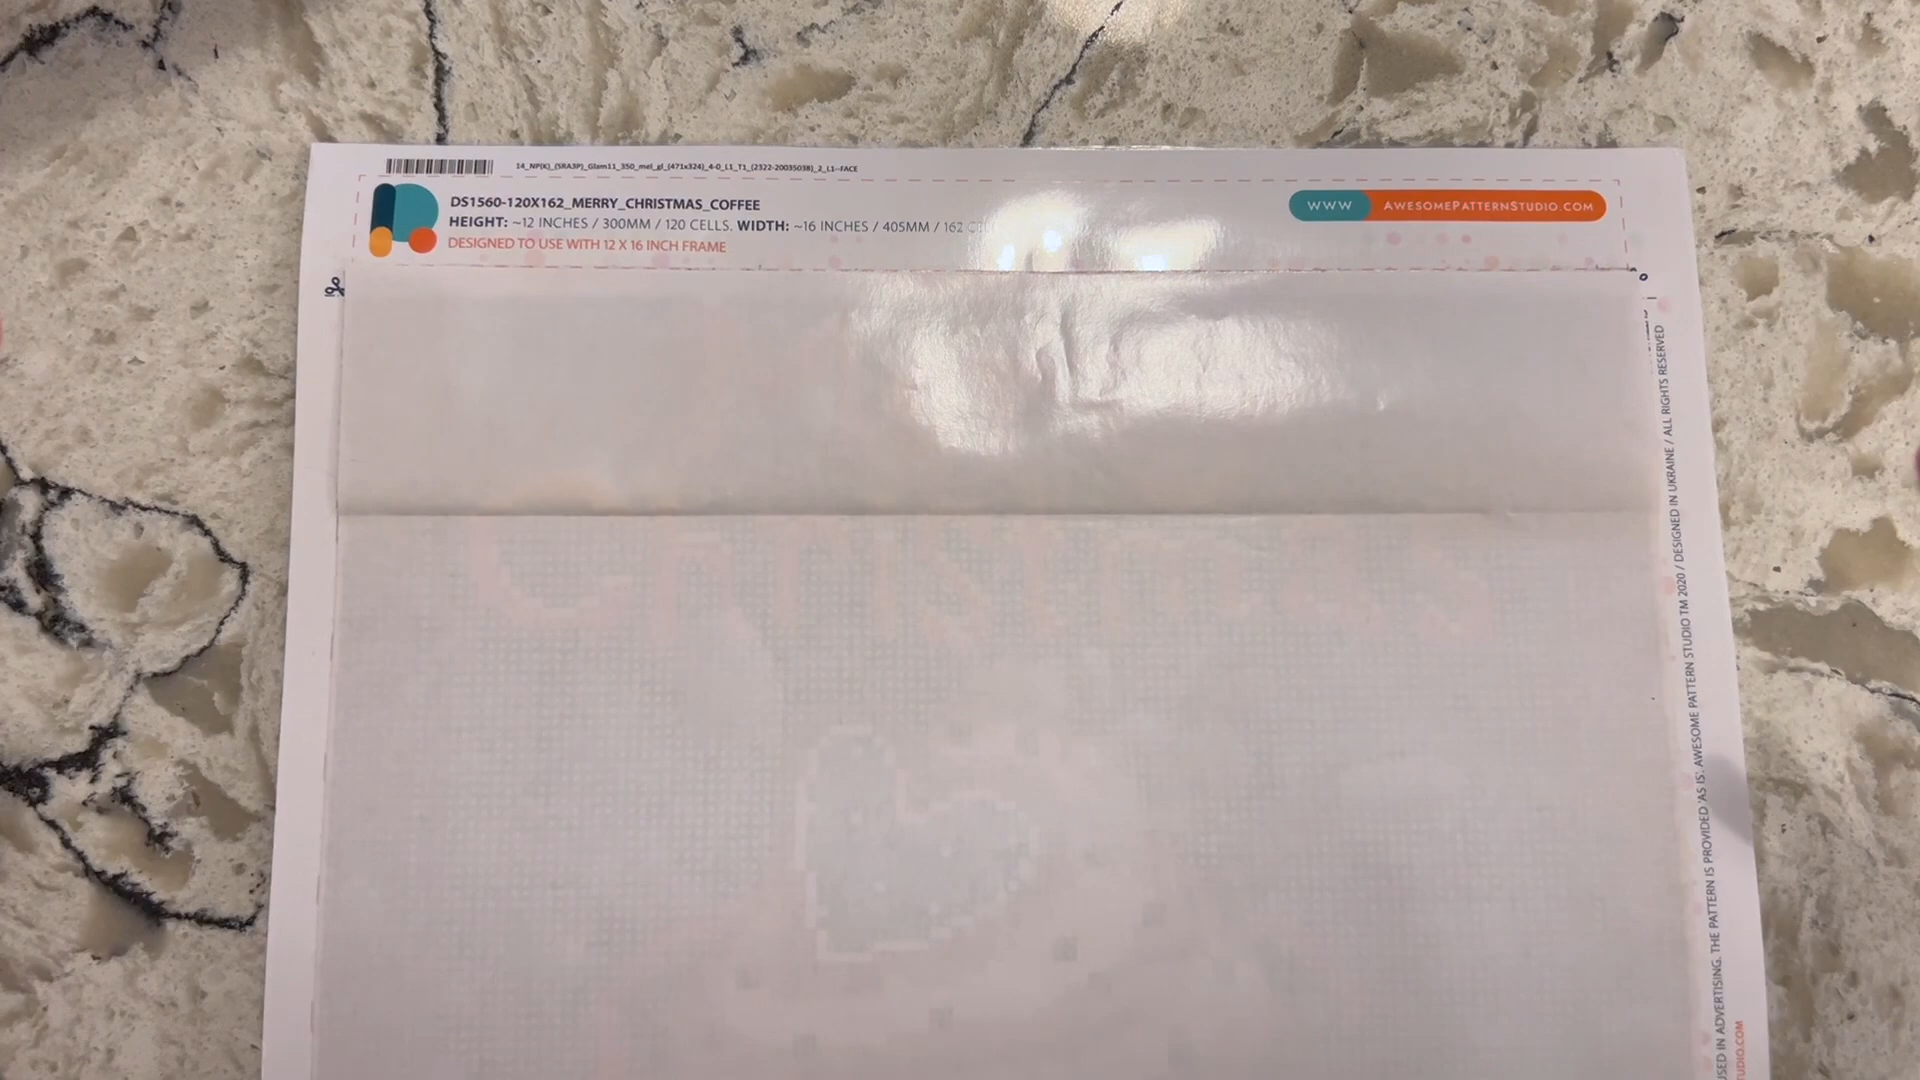 14_NP(K)_(SRA3P)_Glam11_350_mel_gl_(471x324)_4-0_L1_T1_(2322-20035038)_2_L1--FACE
DS1560-120X162_MERRY_CHRISTMAS_COFFEE
HEIGHT: ~12 INCHES / 300MM / 120 CELLS. WIDTH: ~16 INCHES / 405MM / 162
DESIGNED TO USE WITH 12 X 16 INCH FRAME
WWW AWESOMEPATTERNSTUDIO.COM
USED IN ADVERTISING. THE PATTERN IS PROVIDED 'AS IS'. AWESOME PATTERN STUDIO TM 2020 / DESIGNED IN UKRAINE / ALL RIGHTS RESERVED
TUDIO.COM